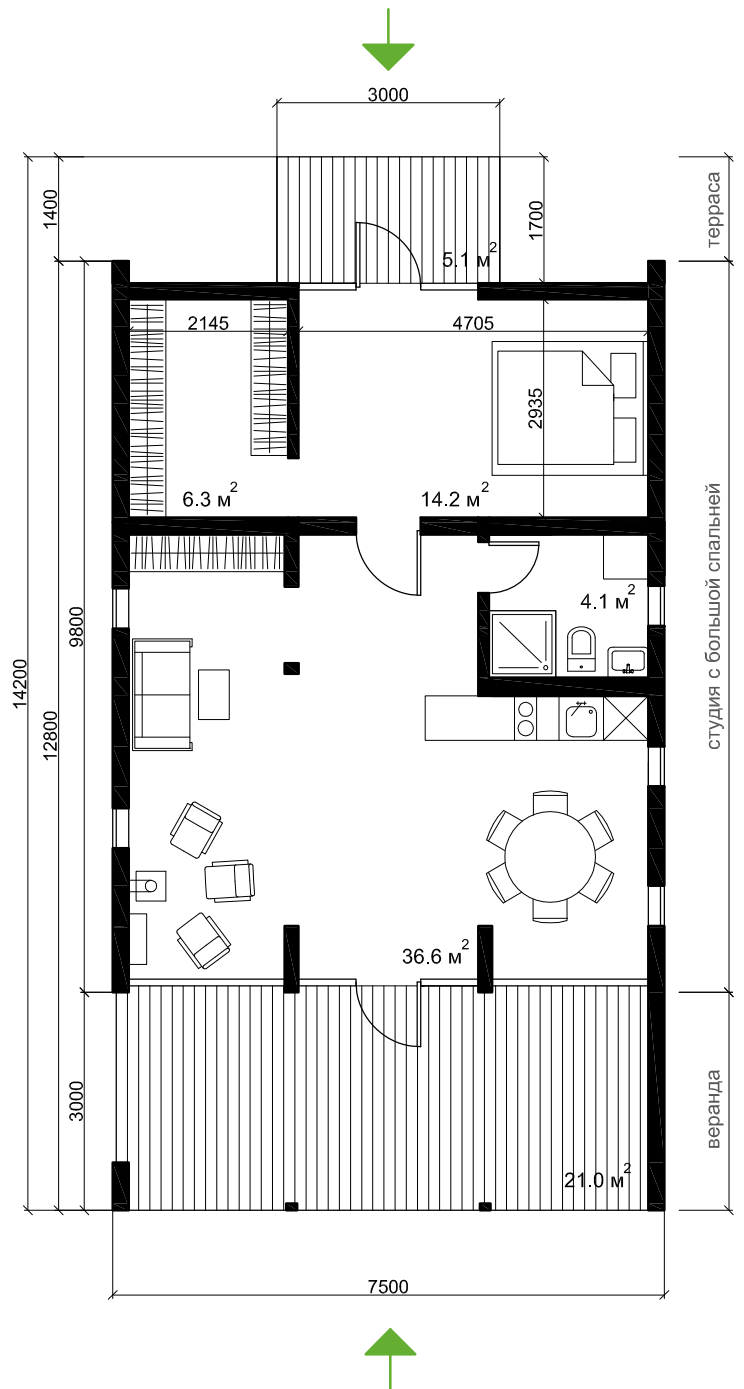 3000
1400
1700
терраса
5.1 м²
2145
4705
2935
6.3 м²
14.2 м²
студия с большой спальней
4.1 м²
9800
14200
12800
36.6 м²
3000
веранда
21.0 м²
7500